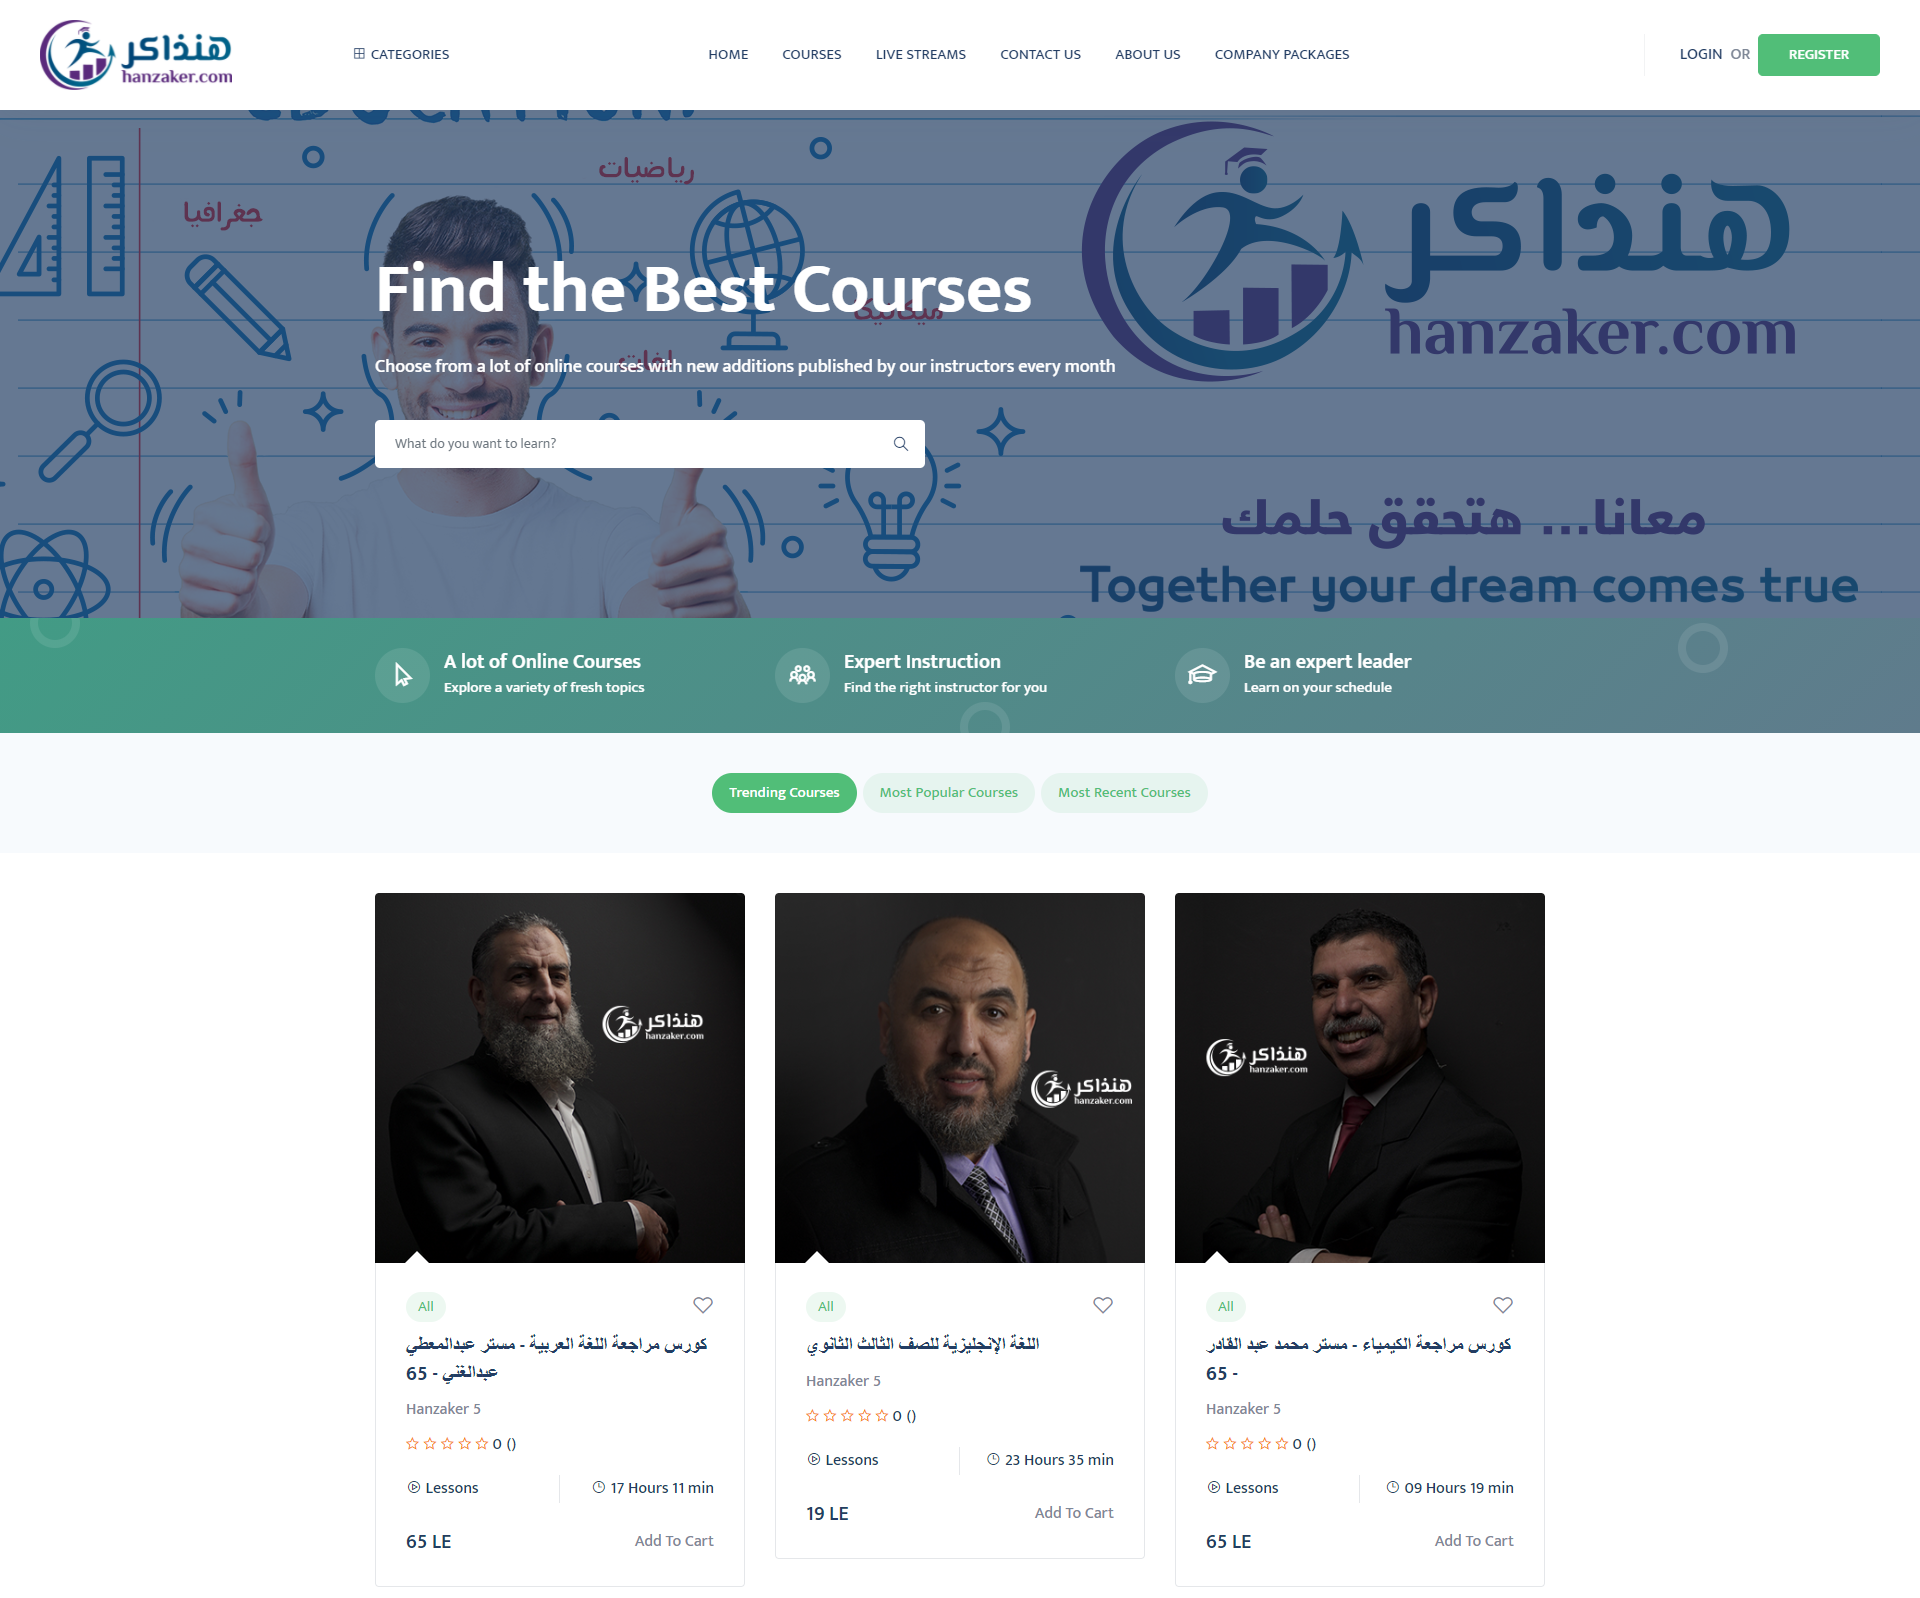 هنذاكر
hanzaker.com
CATEGORIES
HOME
COURSES
LIVE STREAMS
CONTACT US
ABOUT US
COMPANY PACKAGES
LOGIN OR
REGISTER
رياضيات
جغرافيا
هنذاكر
hanzaker.com
Find the Best Courses
ميكانيكا
لغات
Choose from a lot of online courses with new additions published by our instructors every month
What do you want to learn?
معانا... هتحقق حلمك
Together your dream comes true
A lot of Online Courses
Explore a variety of fresh topics
Expert Instruction
Find the right instructor for you
Be an expert leader
Learn on your schedule
Trending Courses
Most Popular Courses
Most Recent Courses
هنذاكر
hanzaker.com
All
كورس مراجعة اللغة العربية - مستر عبدالمعطي
عبدالغني - 65
Hanzaker 5
0 ()
Lessons
17 Hours 11 min
65 LE
Add To Cart
هنذاكر
hanzaker.com
All
اللغة الإنجليزية للصف الثالث الثانوي
Hanzaker 5
0 ()
Lessons
23 Hours 35 min
19 LE
Add To Cart
هنذاكر
hanzaker.com
All
كورس مراجعة الكيمياء - مستر محمد عبد القادر
- 65
Hanzaker 5
0 ()
Lessons
09 Hours 19 min
65 LE
Add To Cart